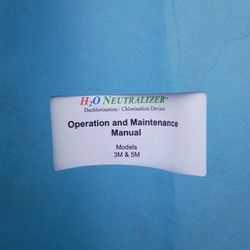 H2O NEUTRALIZER
Dechlorination / Chlorination Device
Operation and Maintenance
Manual
Models
3M & 5M